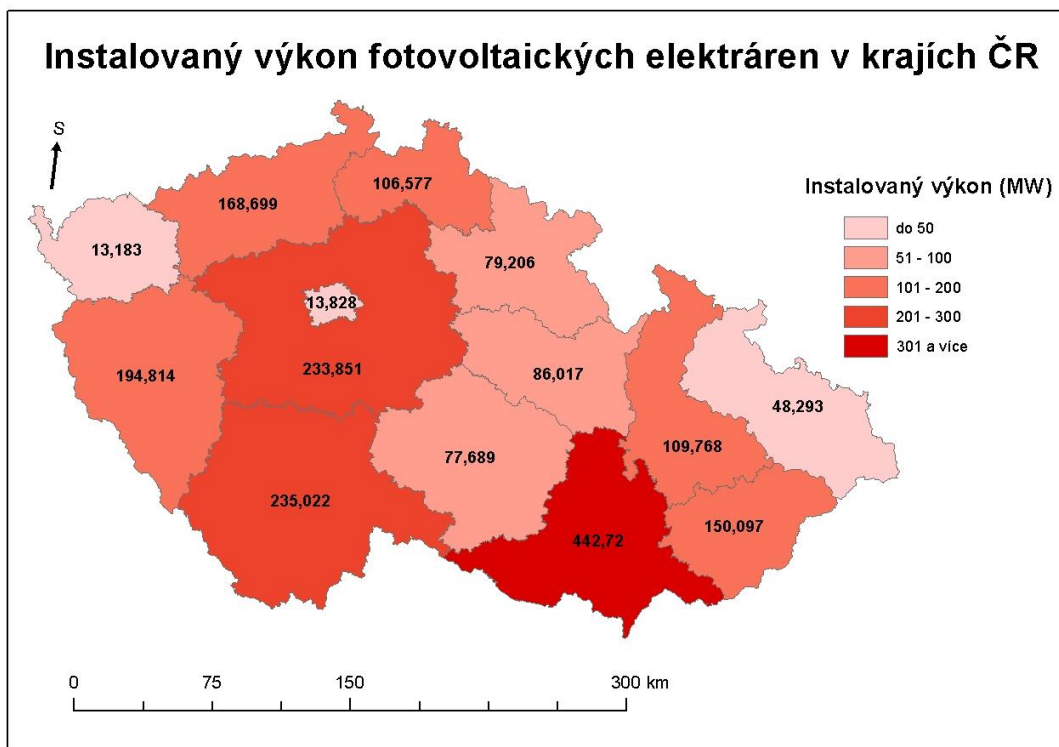 Instalovaný výkon fotovoltaických elektráren v krajích ČR
S
106,577
168,699
13,183
79,206
13,828
233,851
86,017
194,814
48,293
109,768
77,689
235,022
150,097
442,72
Instalovaný výkon (MW)
do 50
51 - 100
101 - 200
201 - 300
301 a více
0 75 150 300 km